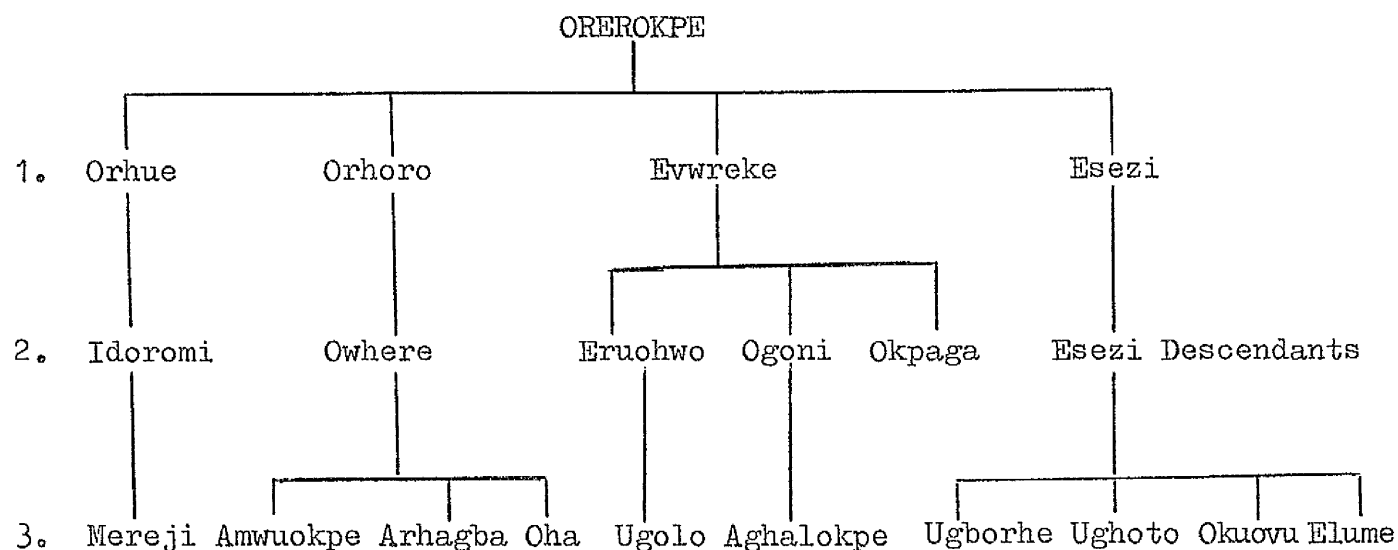 OREROKPE
1. Orhue Orhoro Evwreke Esezi
2. Idoromi Owhere Eruohwo Ogoni Okpaga Esezi Descendants
3. Mereji Amwuokpe Arhagba Oha Ugolo Aghalokpe Ugborhe Ughoto Okuovu Elume